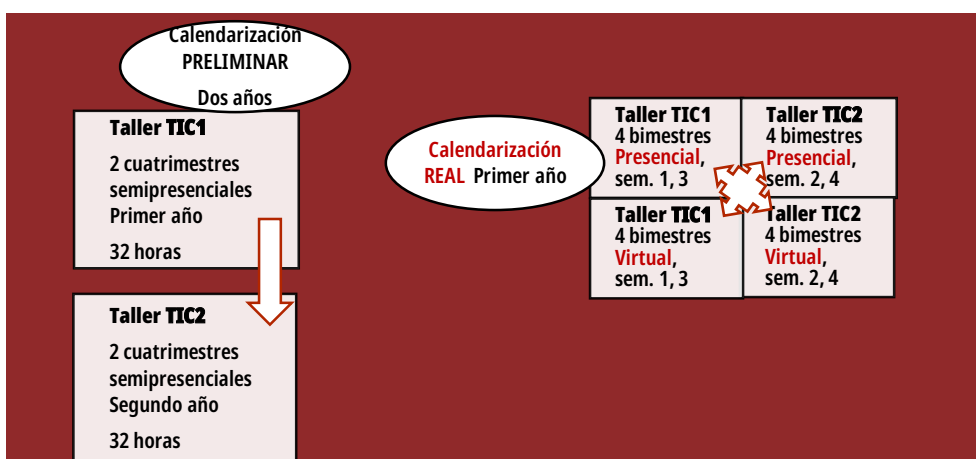 Calendarización
PRELIMINAR
Dos años
Taller TIC1
2 cuatrimestres
semipresenciales
Primer año
32 horas
Taller TIC2
2 cuatrimestres
semipresenciales
Segundo año
32 horas
Calendarización
REAL Primer año
Taller TIC1
4 bimestres
Presencial,
sem. 1, 3
Taller TIC2
4 bimestres
Presencial,
sem. 2, 4
Taller TIC1
4 bimestres
Virtual,
sem. 1, 3
Taller TIC2
4 bimestres
Virtual,
sem. 2, 4